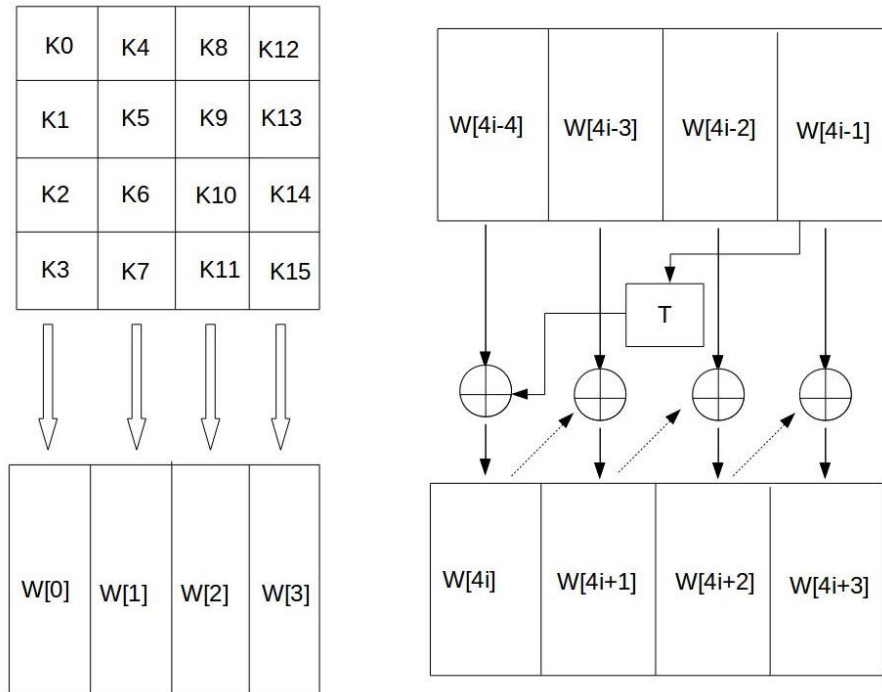 K0 K4 K8 K12
K1 K5 K9 K13
K2 K6 K10 K14
K3 K7 K11 K15
W[0] W[1] W[2] W[3]
W[4i-4] W[4i-3] W[4i-2] W[4i-1]
T
W[4i] W[4i+1] W[4i+2] W[4i+3]